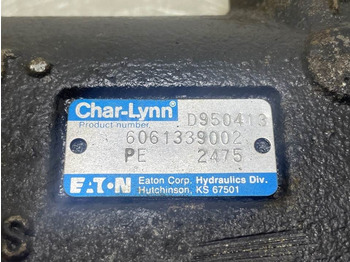 Char-Lynn® D950413
Product number
6061339002
PE 2475
EATON Eaton Corp. Hydraulics Div.
Hutchinson, KS 67501
S